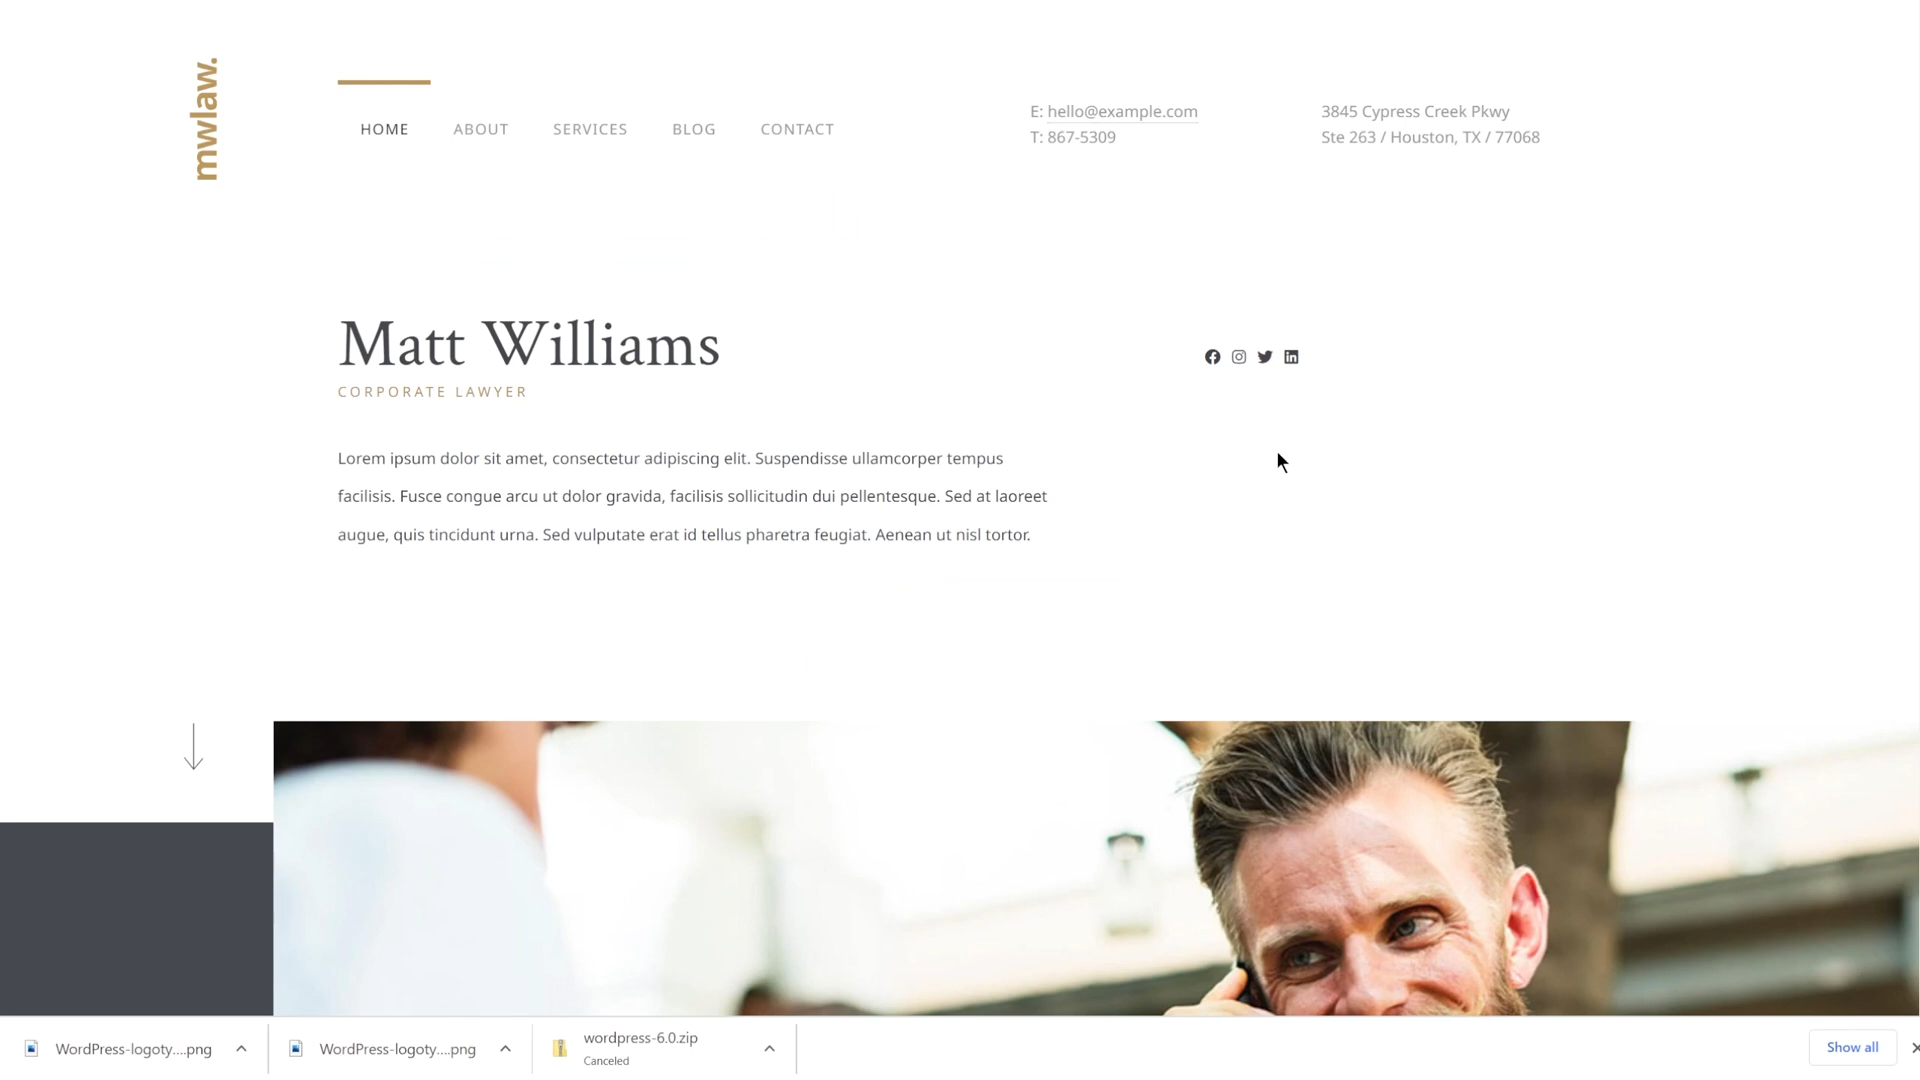 mwlaw.
HOME ABOUT SERVICES BLOG CONTACT
E: hello@example.com
T: 867-5309
3845 Cypress Creek Pkwy
Ste 263 / Houston, TX / 77068
Matt Williams
CORPORATE LAWYER
Lorem ipsum dolor sit amet, consectetur adipiscing elit. Suspendisse ullamcorper tempus
facilisis. Fusce congue arcu ut dolor gravida, facilisis sollicitudin dui pellentesque. Sed at laoreet
augue, quis tincidunt urna. Sed vulputate erat id tellus pharetra feugiat. Aenean ut nisl tortor.
WordPress-logoty....png
WordPress-logoty....png
wordpress-6.0.zip
Canceled
Show all